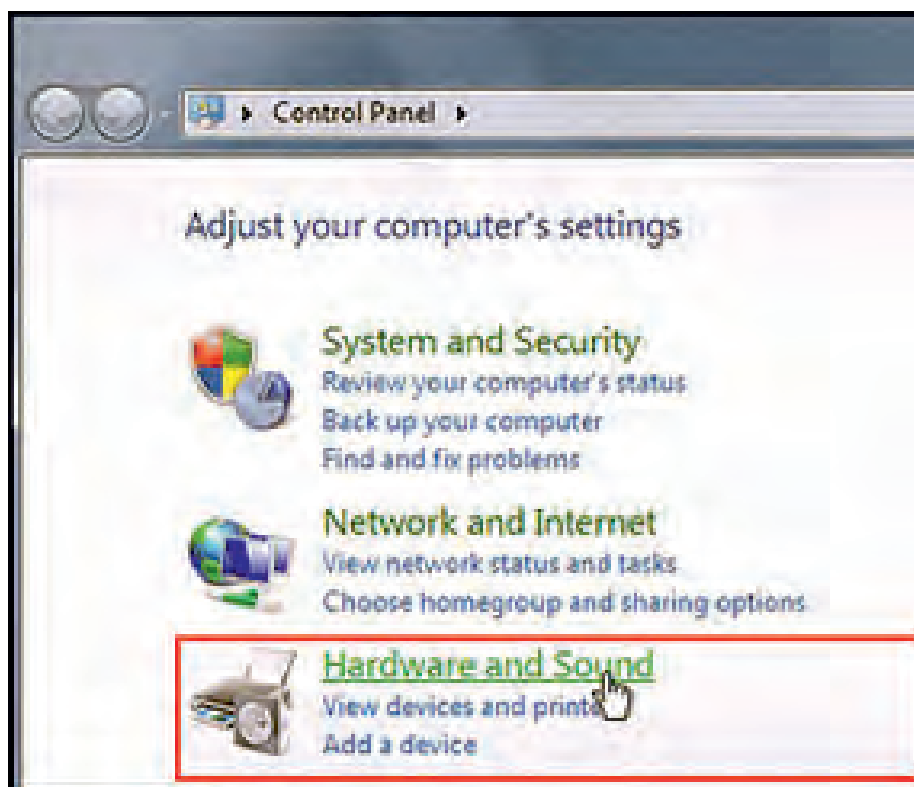 Control Panel
Adjust your computer's settings
System and Security
Review your computer's status
Back up your computer
Find and fix problems
Network and Internet
View network status and tasks
Choose homegroup and sharing options
Hardware and Sound
View devices and
Add a device